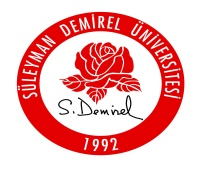 SÜLEYMAN DEMİREL ÜNİVERSİTESİ
S. Demirel
1992